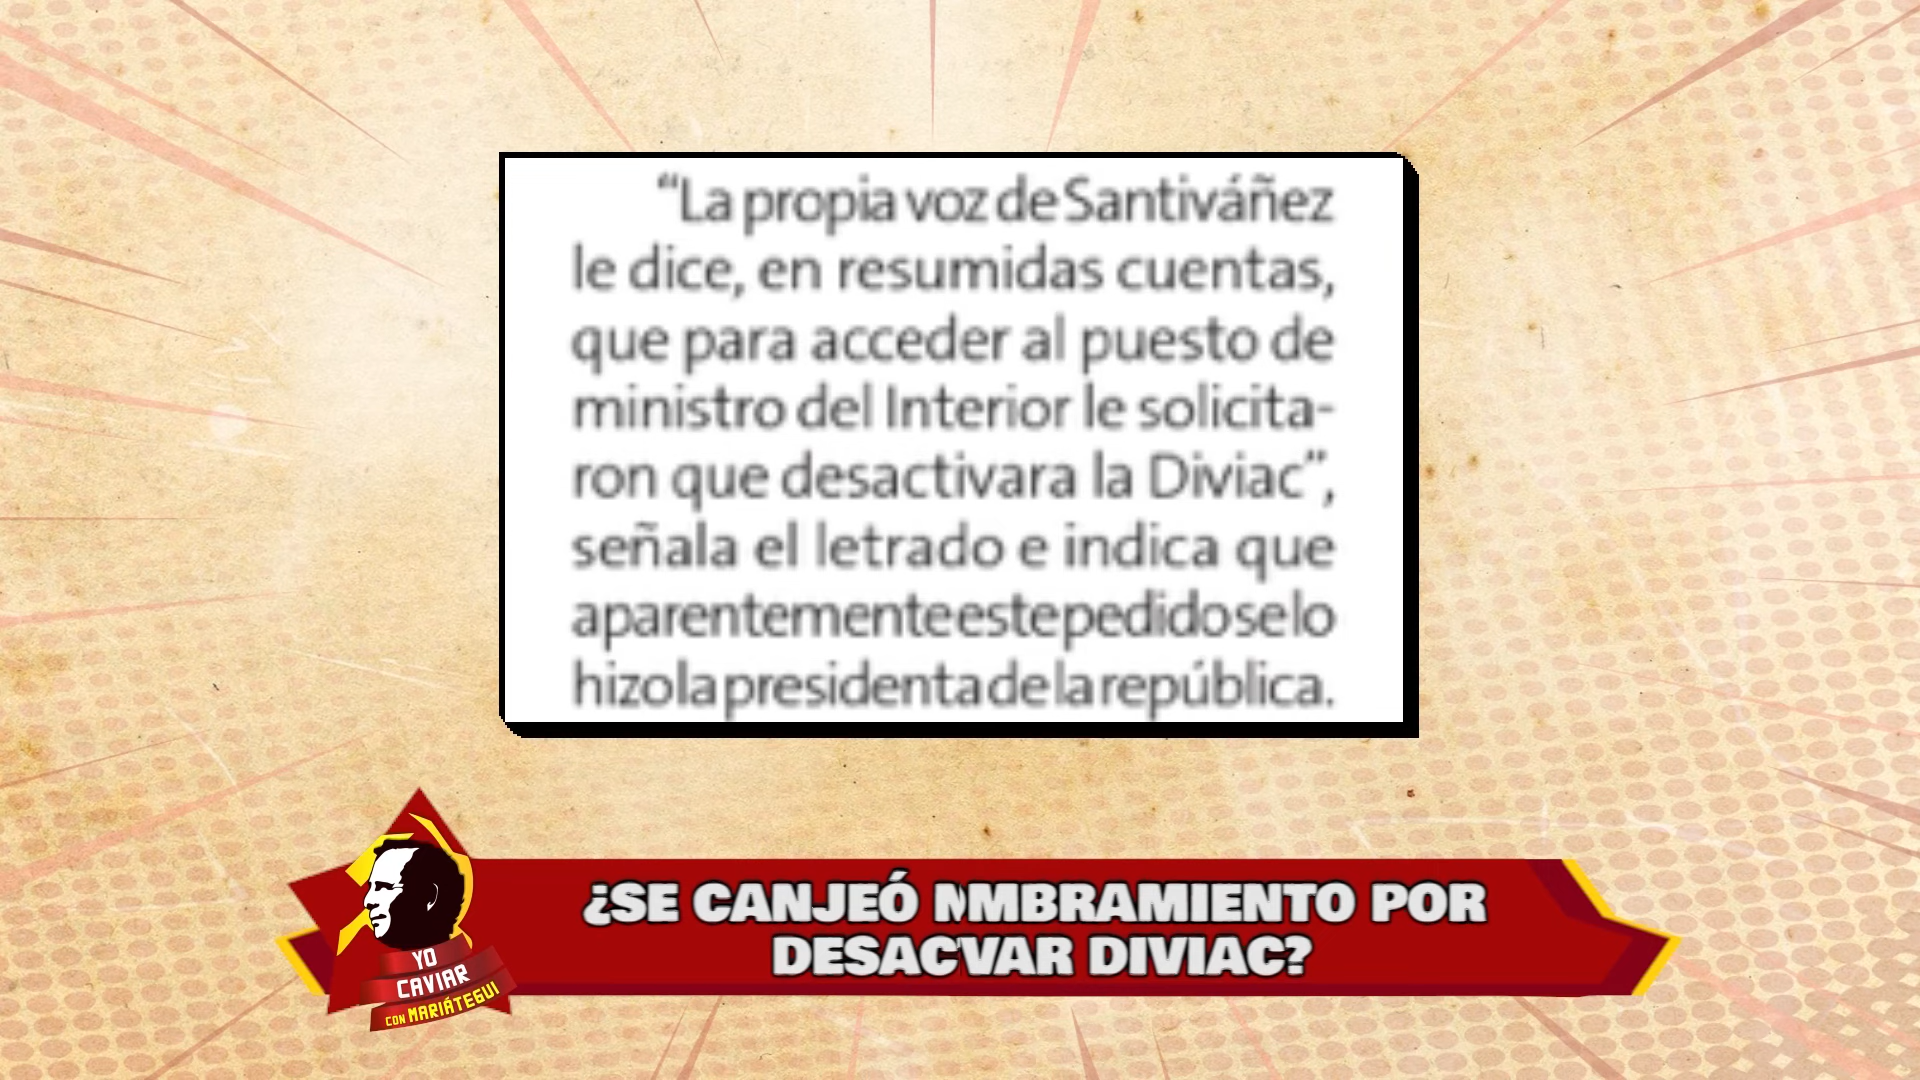 “La propia voz de Santiváñez
le dice, en resumidas cuentas,
que para acceder al puesto de
ministro del Interior le solicita-
ron que desactivara la Diviac”,
señala el letrado e indica que
aparentemente este pedido se lo
hizo la presidenta de la república.
¿SE CANJEÓ NMBRAMIENTO POR
DESACVAR DIVIAC?
YO
CAVIAR
CON MARIÁTEGUI